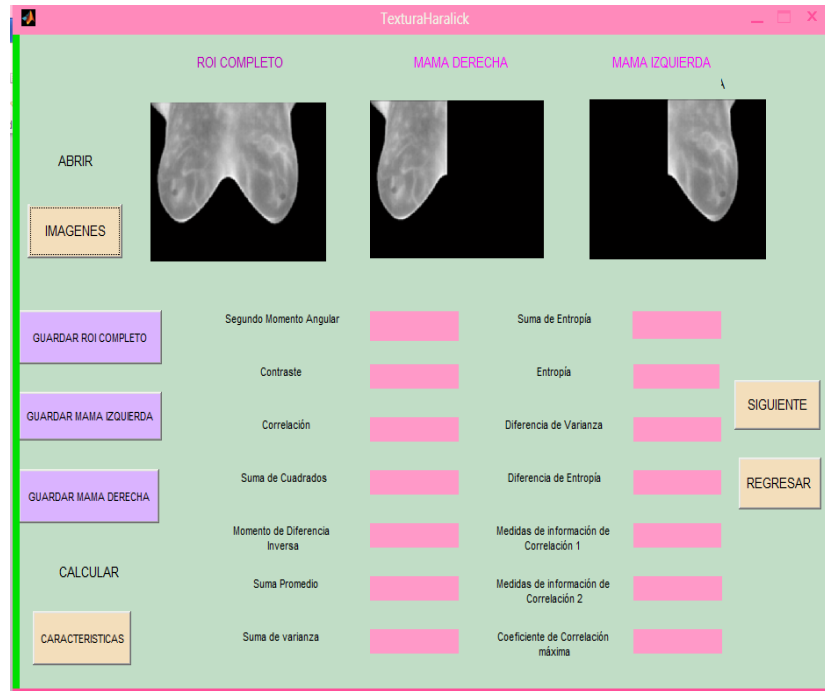 TexturaHaralick
ROI COMPLETO
MAMA DERECHA
MAMA IZQUIERDA
ABRIR
IMAGENES
GUARDAR ROI COMPLETO
GUARDAR MAMA IZQUIERDA
GUARDAR MAMA DERECHA
CALCULAR
CARACTERISTICAS
Segundo Momento Angular
Contraste
Correlación
Suma de Cuadrados
Momento de Diferencia
Inversa
Suma Promedio
Suma de varianza
Suma de Entropía
Entropía
Diferencia de Varianza
Diferencia de Entropía
Medidas de información de
Correlación 1
Medidas de información de
Correlación 2
Coeficiente de Correlación
máxima
SIGUIENTE
REGRESAR